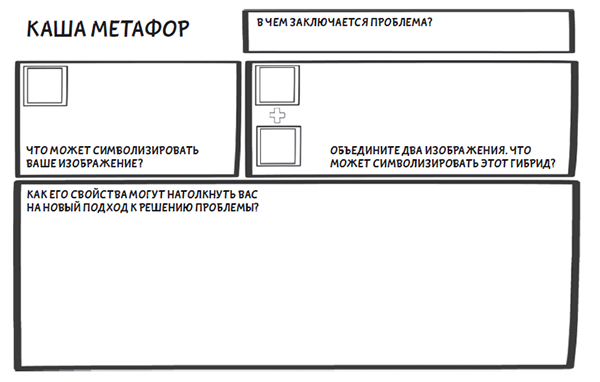 КАША МЕТАФОР
В ЧЕМ ЗАКЛЮЧАЕТСЯ ПРОБЛЕМА?
ЧТО МОЖЕТ СИМВОЛИЗИРОВАТЬ
ВАШЕ ИЗОБРАЖЕНИЕ?
ОБЪЕДИНИТЕ ДВА ИЗОБРАЖЕНИЯ. ЧТО
МОЖЕТ СИМВОЛИЗИРОВАТЬ ЭТОТ ГИБРИД?
КАК ЕГО СВОЙСТВА МОГУТ НАТОЛКНУТЬ ВАС
НА НОВЫЙ ПОДХОД К РЕШЕНИЮ ПРОБЛЕМЫ?